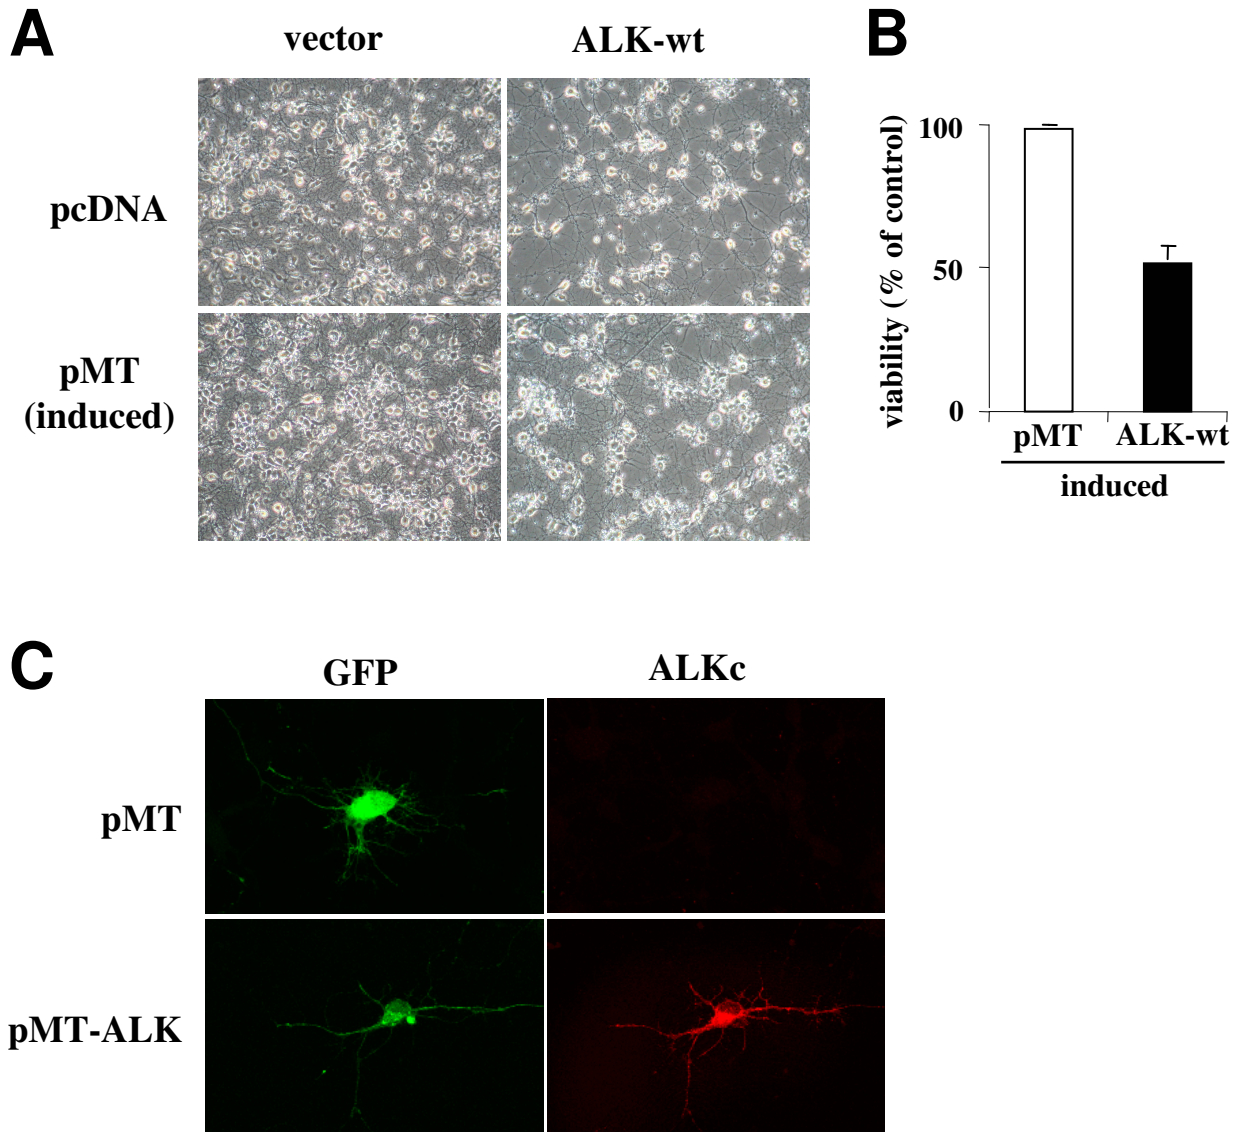 A
vector
ALK-wt
pcDNA
pMT
(induced)
B
viability (% of control)
100
50
0
pMT
ALK-wt
induced
C
GFP
ALKc
pMT
pMT-ALK